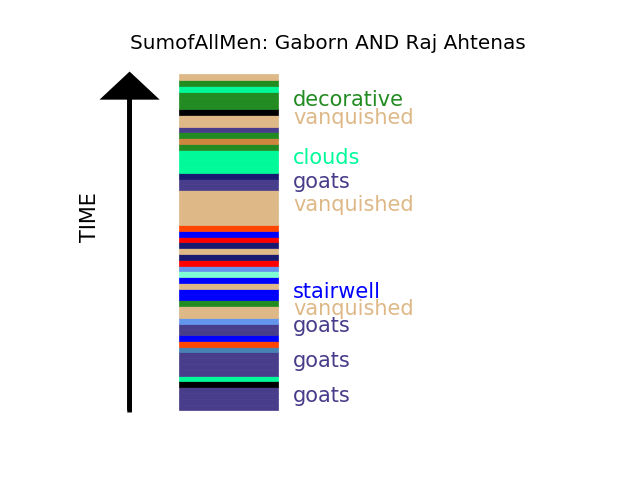 SumofAllMen: Gaborn AND Raj Ahtenas
decorative
vanquished
clouds
goats
vanquished
TIME
stairwell
vanquished
goats
goats
goats